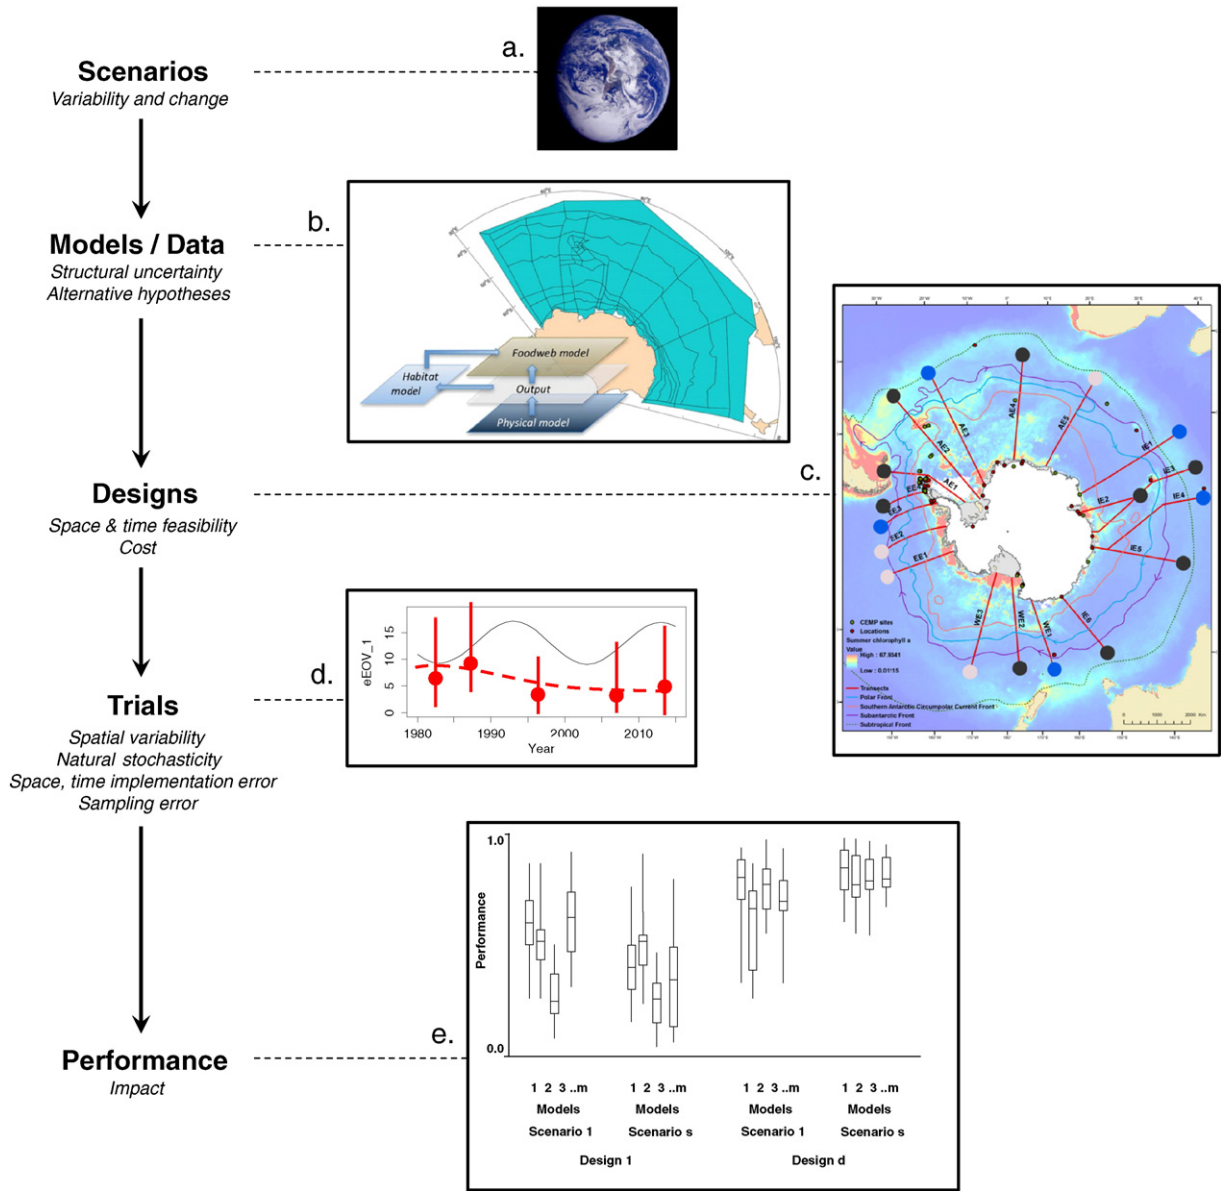 a.
Scenarios
Variability and change
b.
Models / Data
Structural uncertainty
Alternative hypotheses
Foodweb model
Habitat
model
Output
Physical model
c.
Designs
Space & time feasibility
Cost
AE4
AE5
AE3
AE2
AE1
IE1
IE3
IE4
IE2
IE5
IE6
EE3
EE2
EE1
WE3
WE2
WE1
CEMP sites
Locations
Summer chlorophyll a
Value
Low : 0.01115
Transects
Polar Front
Southern Antarctic Circumpolar Current Front
Subantarctic Front
Subtropical Front
d.
Trials
Spatial variability
Natural stochasticity
Space, time implementation error
Sampling error
eEOV_1
15
10
5
0
1980 1990 2000 2010
Year
e.
Performance
Impact
Performance
1.0
0.0
1 2 3 ..m 1 2 3 ..m 1 2 3 ..m 1 2 3 ..m
Models Models Models Models
Scenario 1 Scenario s Scenario 1 Scenario s
Design 1 Design d